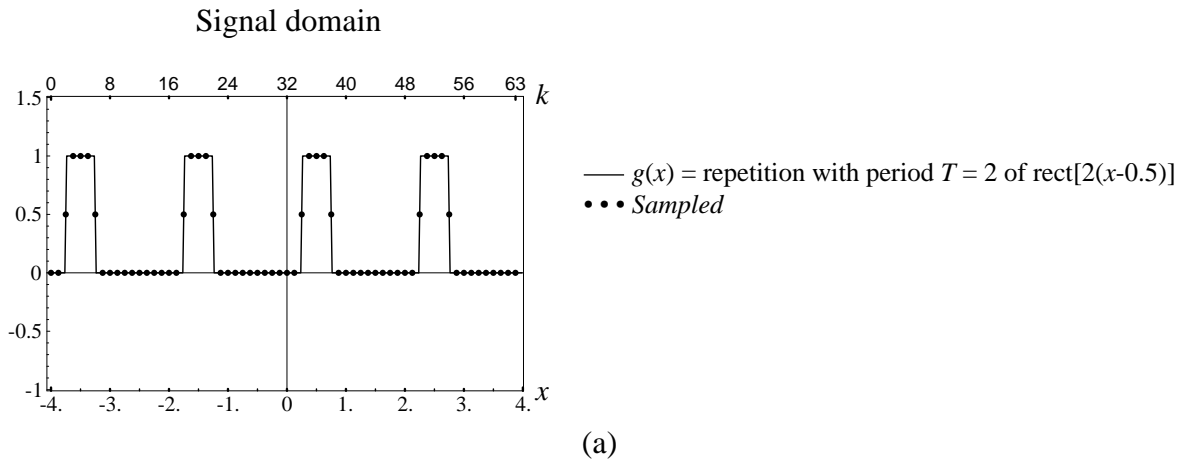 Signal domain
0 8 16 24 32 40 48 56 63 k
1.5
1
0.5
0
-0.5
-1
-4. -3. -2. -1. 0 1. 2. 3. 4. x
g(x) = repetition with period T = 2 of rect[2(x-0.5)]
Sampled
(a)